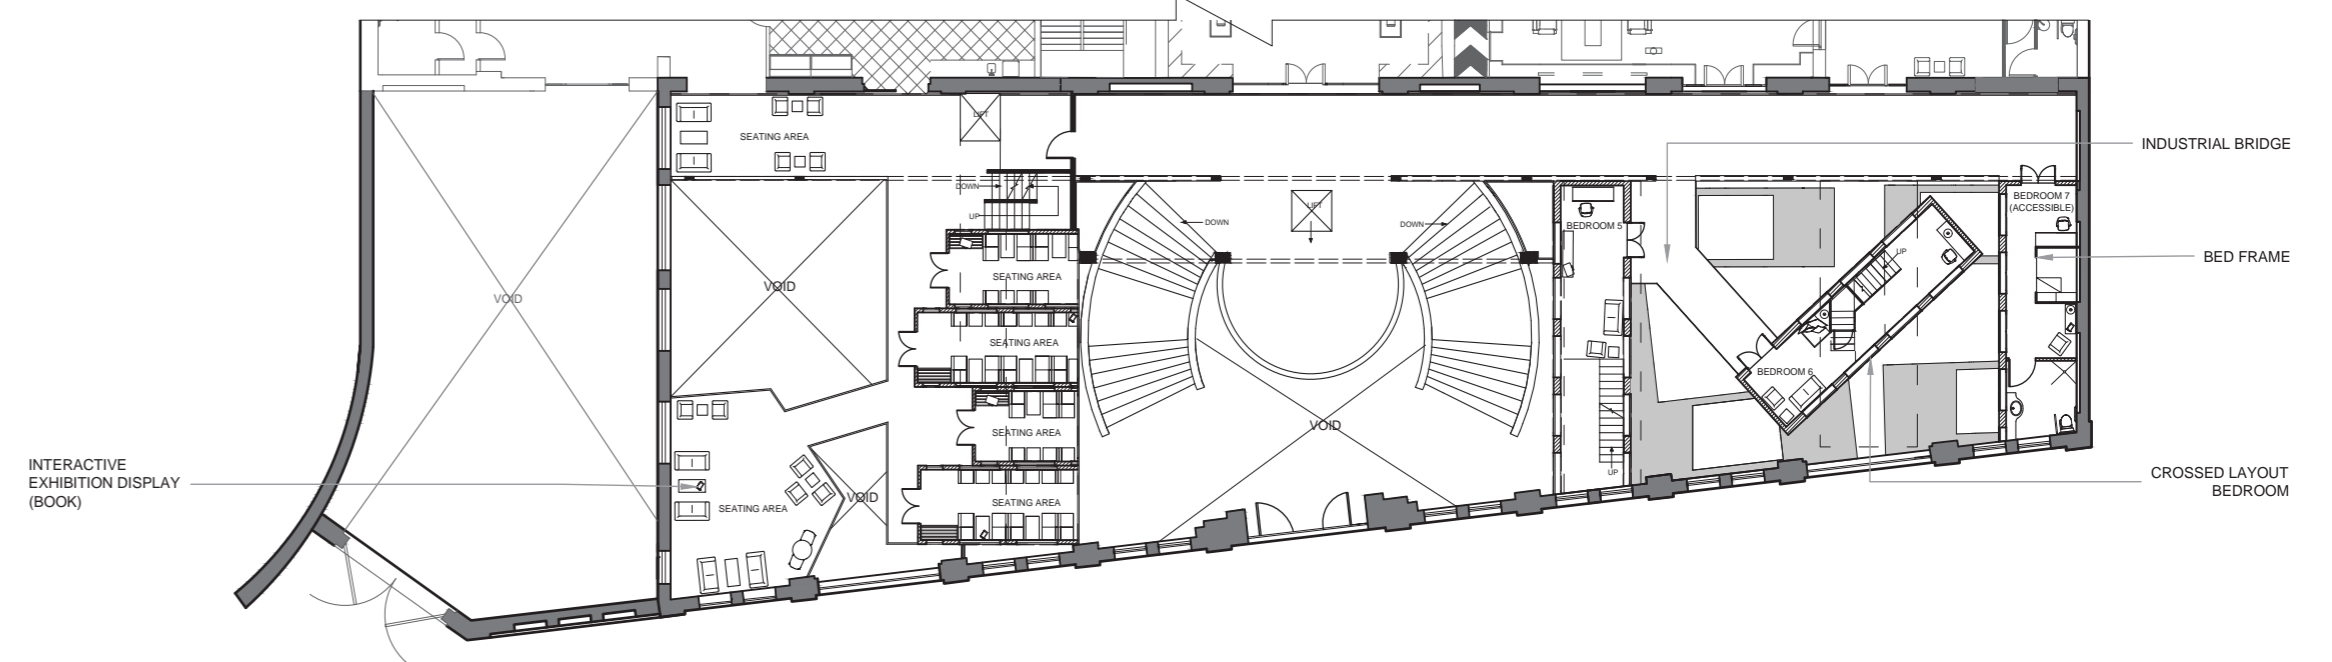 LIFT
SEATING AREA
INDUSTRIAL BRIDGE
DOWN
UP
DOWN
LIFT
DOWN
BEDROOM 5
BEDROOM 7
(ACCESSIBLE)
UP
BED FRAME
SEATING AREA
VOID
VOID
SEATING AREA
BEDROOM 6
VOID
SEATING AREA
INTERACTIVE
EXHIBITION DISPLAY
(BOOK)
UP
CROSSED LAYOUT
BEDROOM
VOID
SEATING AREA
SEATING AREA